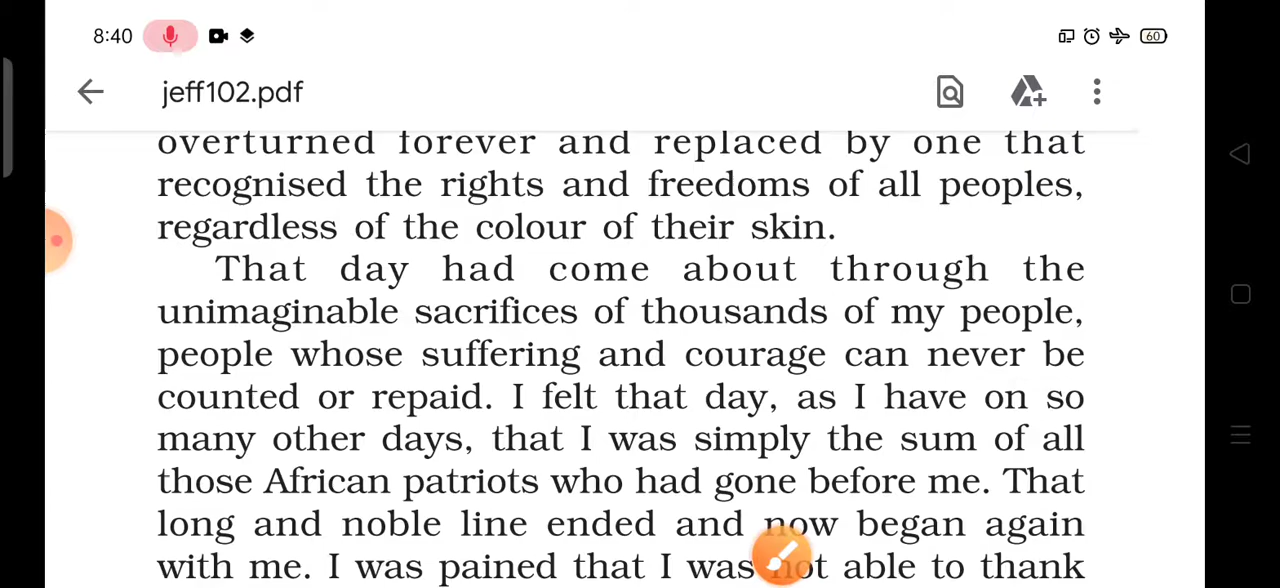 8:40
60
jeff102.pdf
overturned forever and replaced by one that
recognised the rights and freedoms of all peoples,
regardless of the colour of their skin.
That day had come about through the
unimaginable sacrifices of thousands of my people,
people whose suffering and courage can never be
counted or repaid. I felt that day, as I have on so
many other days, that I was simply the sum of all
those African patriots who had gone before me. That
long and noble line ended and now began again
with me. I was pained that I was not able to thank